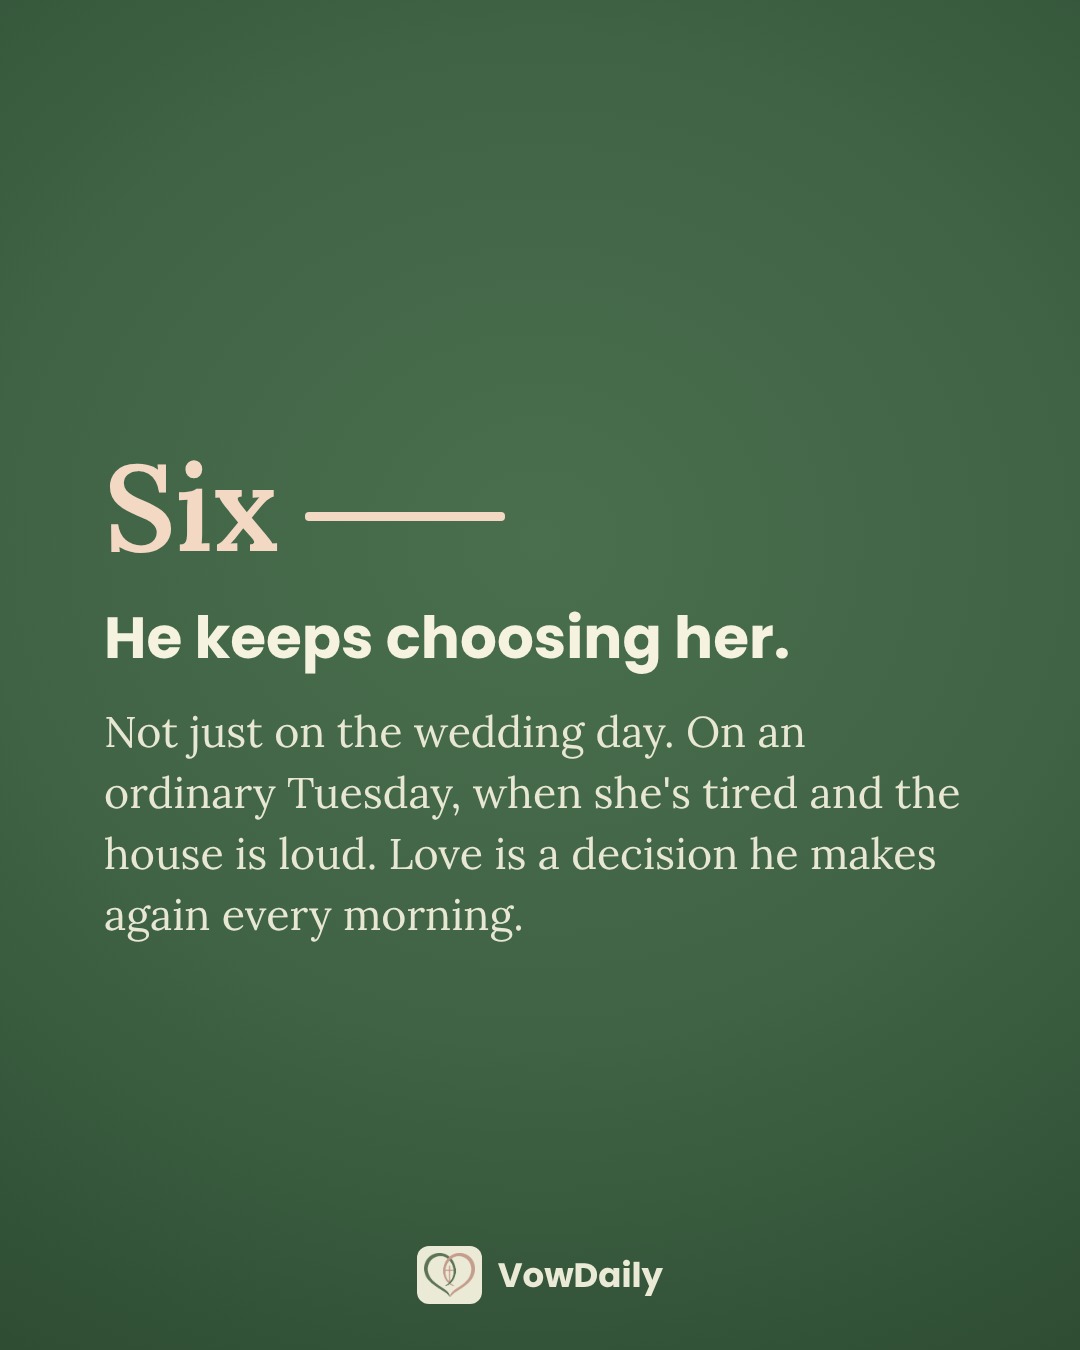 Six
He keeps choosing her.
Not just on the wedding day. On an
ordinary Tuesday, when she's tired and the
house is loud. Love is a decision he makes
again every morning.
VowDaily